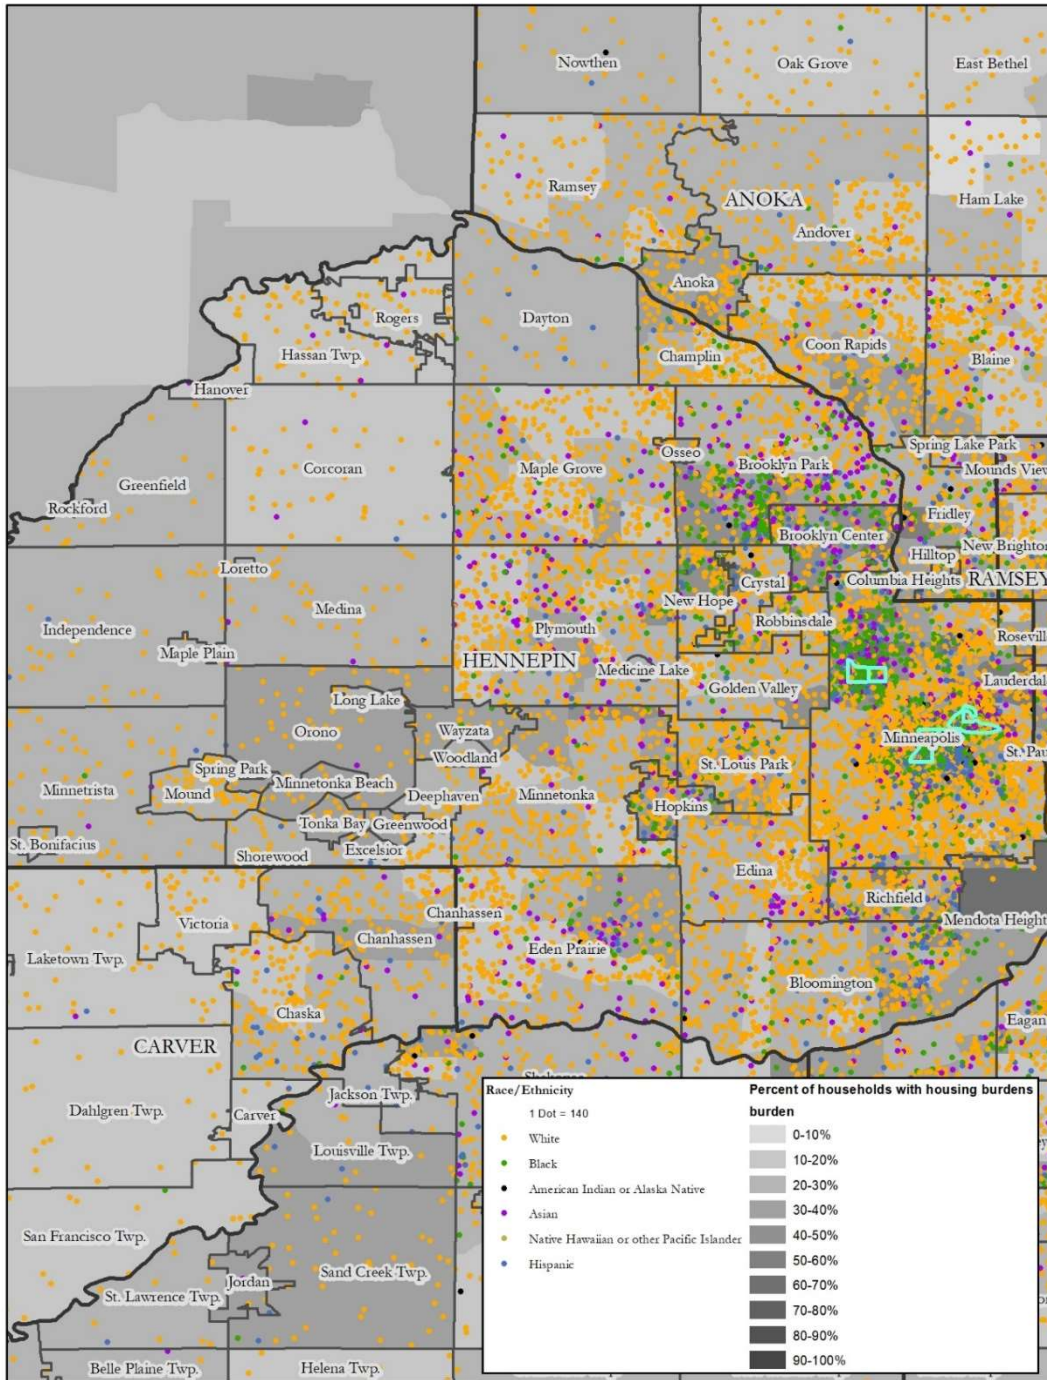 Nowthen
Oak Grove
East Bethel
Ramsey
ANOKA
Ham Lake
Andover
Anoka
Rogers
Dayton
Hassan Twp.
Champlin
Coon Rapids
Blaine
Hanover
Spring Lake Park
Osseo
Brooklyn Park
Mounds View
Maple Grove
Corcoran
Greenfield
Rockford
Fridley
Brooklyn Center
New Brighton
Hilltop
Loretto
Crystal
Columbia Heights
RAMSEY
New Hope
Medina
Robbinsdale
Independence
Plymouth
Roseville
Maple Plain
HENNEPIN
Medicine Lake
Lauderdale
Golden Valley
Long Lake
Orono
Wayzata
Minneapolis
St. Pau
Woodland
St. Louis Park
Spring Park
Minnetonka Beach
Minnetrista
Mound
Deephaven
Minnetonka
Hopkins
Tonka Bay
Greenwood
St. Bonifacius
Excelsior
Shorewood
Edina
Richfield
Victoria
Chanhassen
Mendota Height
Chanhassen
Eden Prairie
Laketown Twp.
Bloomington
Chaska
Eagan
CARVER
Jackson Twp.
Dahlgren Twp.
Carver
Louisville Twp.
San Francisco Twp.
Sand Creek Twp.
Jordan
St. Lawrence Twp.
Belle Plaine Twp.
Helena Twp.
Race/Ethnicity
1 Dot = 140
White
Black
American Indian or Alaska Native
Asian
Native Hawaiian or other Pacific Islander
Hispanic
Percent of households with housing burdens
burden
0-10%
10-20%
20-30%
30-40%
40-50%
50-60%
60-70%
70-80%
80-90%
90-100%